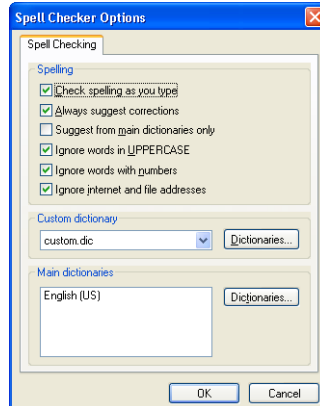 Spell Checker Options
Spell Checking
Spelling
Check spelling as you type
Always suggest corrections
Suggest from main dictionaries only
Ignore words in UPPERCASE
Ignore words with numbers
Ignore internet and file addresses
Custom dictionary
custom.dic
Dictionaries...
Main dictionaries
English (US)
Dictionaries...
OK
Cancel